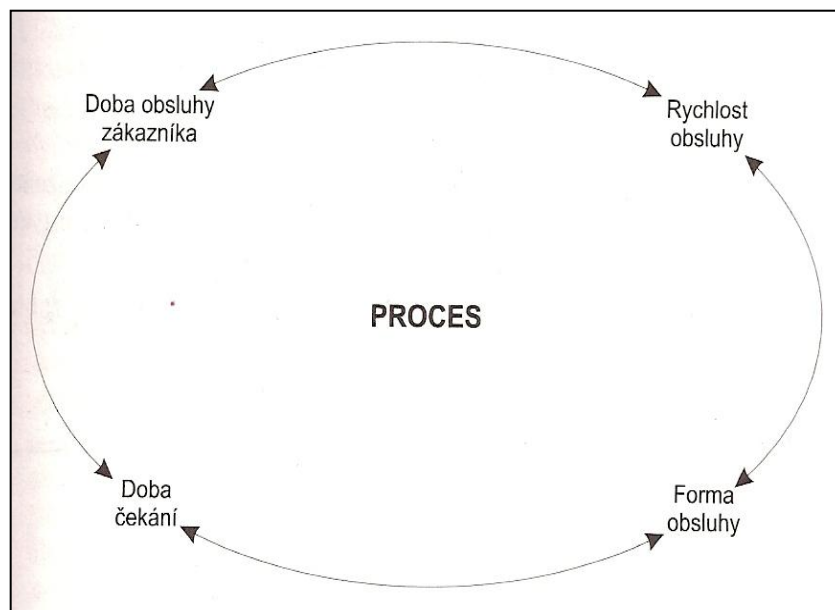 Doba obsluhy
zákazníka
Rychlost
obsluhy
PROCES
Doba
čekání
Forma
obsluhy